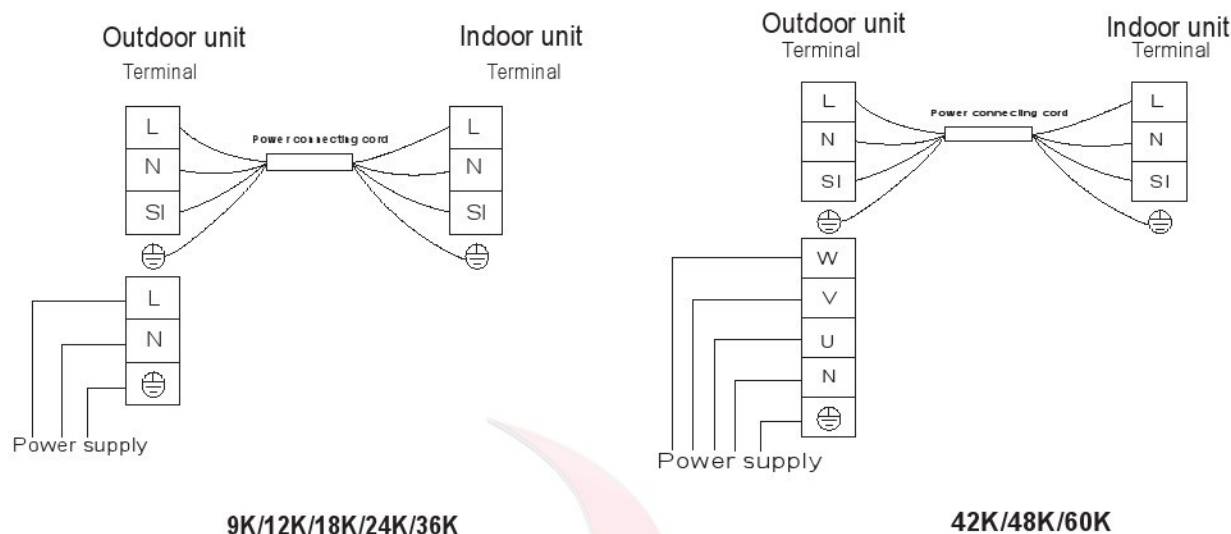 Outdoor unit
Terminal
Indoor unit
Terminal
L
N
SI
Power connecting cord
L
N
SI
L
N
Power supply
9K/12K/18K/24K/36K
Outdoor unit
Terminal
Indoor unit
Terminal
L
N
SI
Power connecting cord
L
N
SI
W
V
U
N
Power supply
42K/48K/60K